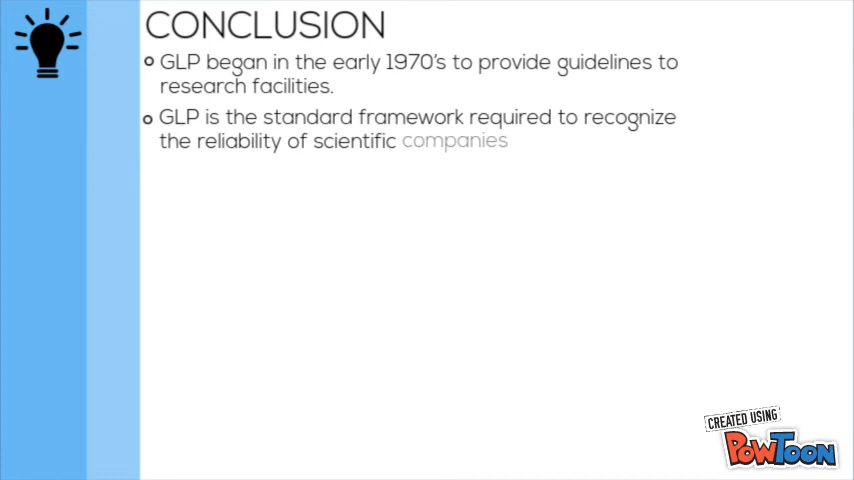 CONCLUSION
GLP began in the early 1970's to provide guidelines to
research facilities.
GLP is the standard framework required to recognize
the reliability of scientific companies
CREATED USING
POWTOON